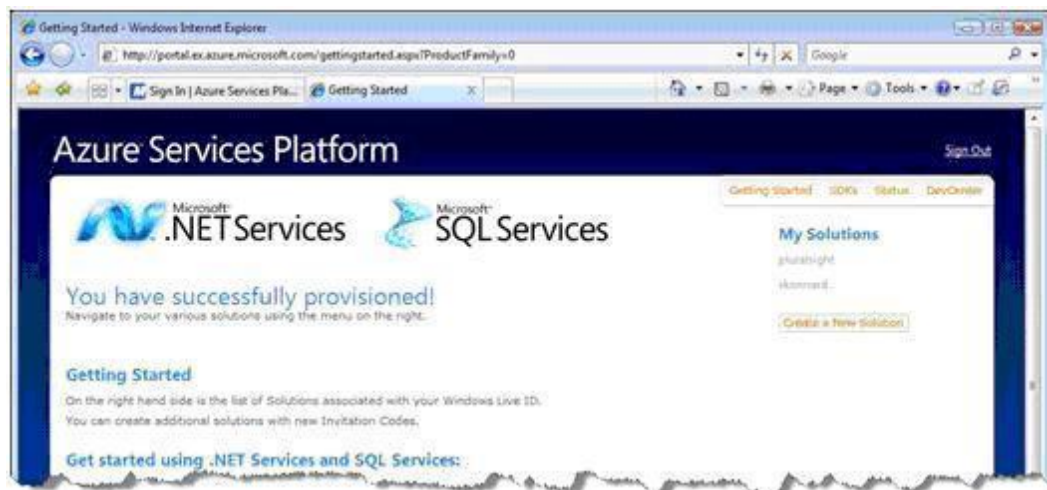 Getting Started - Windows Internet Explorer
http://portal.ex.azure.microsoft.com/gettingstarted.aspx?ProductFamily=0
Google
Sign In | Azure Services Pla...
Getting Started
Page
Tools
Azure Services Platform
Sign Out
Getting Started SDKs Status DevCenter
Microsoft
.NET Services
Microsoft
SQL Services
My Solutions
pluralsight
skonnard
Create a New Solution
You have successfully provisioned!
Navigate to your various solutions using the menu on the right.
Getting Started
On the right hand side is the list of Solutions associated with your Windows Live ID.
You can create additional solutions with new Invitation Codes.
Get started using .NET Services and SQL Services: